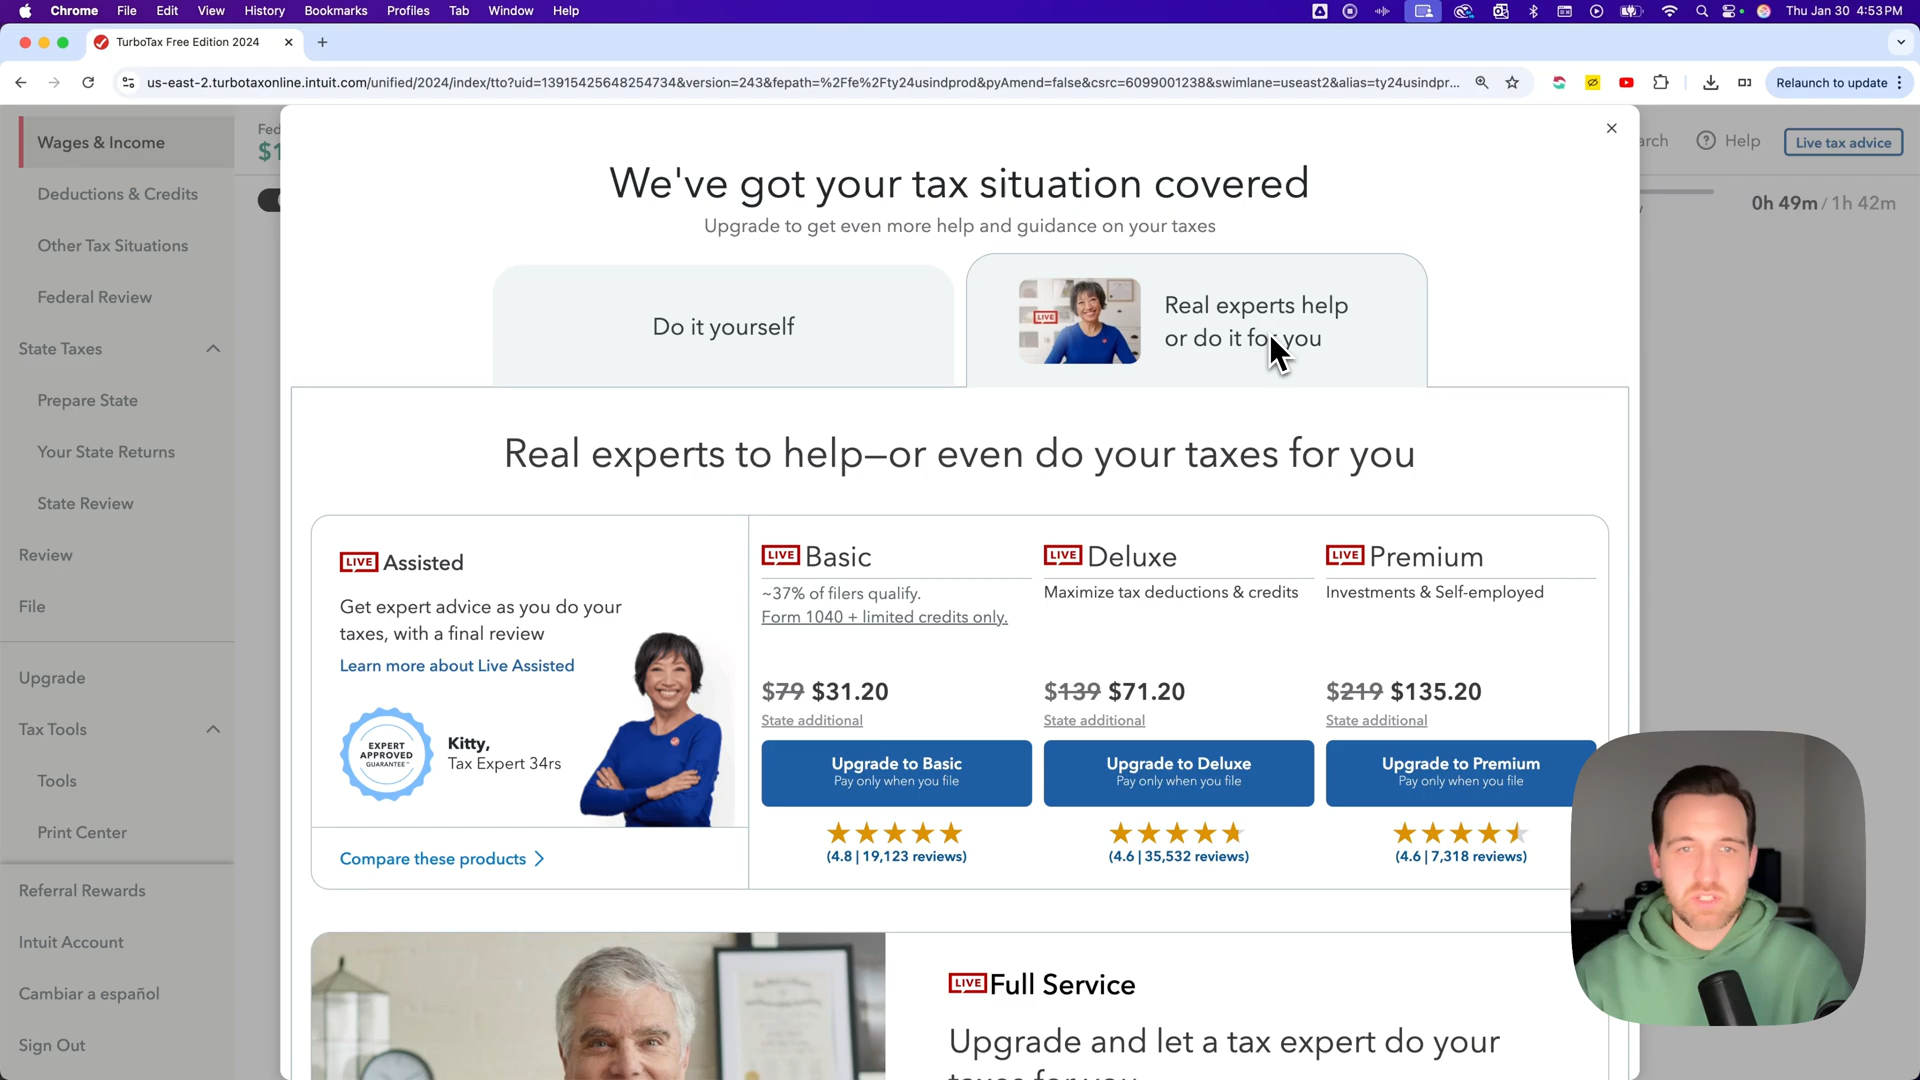 Chrome File Edit View History Bookmarks Profiles Tab Window Help
Thu Jan 30 4:53 PM
TurboTax Free Edition 2024
us-east-2.turbotaxonline.intuit.com/unified/2024/index/tto?uid=13915425648254734&version=243&fepath=%2Ffe%2Fty24usindprod&pyAmend=false&csrc=6099001238&swimlane=useast2&alias=ty24usindpr...
Relaunch to update
Wages & Income
Deductions & Credits
Other Tax Situations
Federal Review
State Taxes
Prepare State
Your State Returns
State Review
Review
File
Upgrade
Tax Tools
Tools
Print Center
Referral Rewards
Intuit Account
Cambiar a español
Sign Out
Fed
$1
arch
Help
Live tax advice
0h 49m / 1h 42m
We've got your tax situation covered
Upgrade to get even more help and guidance on your taxes
Do it yourself
LIVE
Real experts help
or do it for you
Real experts to help—or even do your taxes for you
LIVE Assisted
Get expert advice as you do your
taxes, with a final review
Learn more about Live Assisted
EXPERT
APPROVED
GUARANTEE™
Kitty,
Tax Expert 34rs
Compare these products
LIVE Basic
~37% of filers qualify.
Form 1040 + limited credits only.
$79 $31.20
State additional
Upgrade to Basic
Pay only when you file
(4.8 | 19,123 reviews)
LIVE Deluxe
Maximize tax deductions & credits
$139 $71.20
State additional
Upgrade to Deluxe
Pay only when you file
(4.6 | 35,532 reviews)
LIVE Premium
Investments & Self-employed
$219 $135.20
State additional
Upgrade to Premium
Pay only when you file
(4.6 | 7,318 reviews)
LIVE Full Service
Upgrade and let a tax expert do your
taxes for you